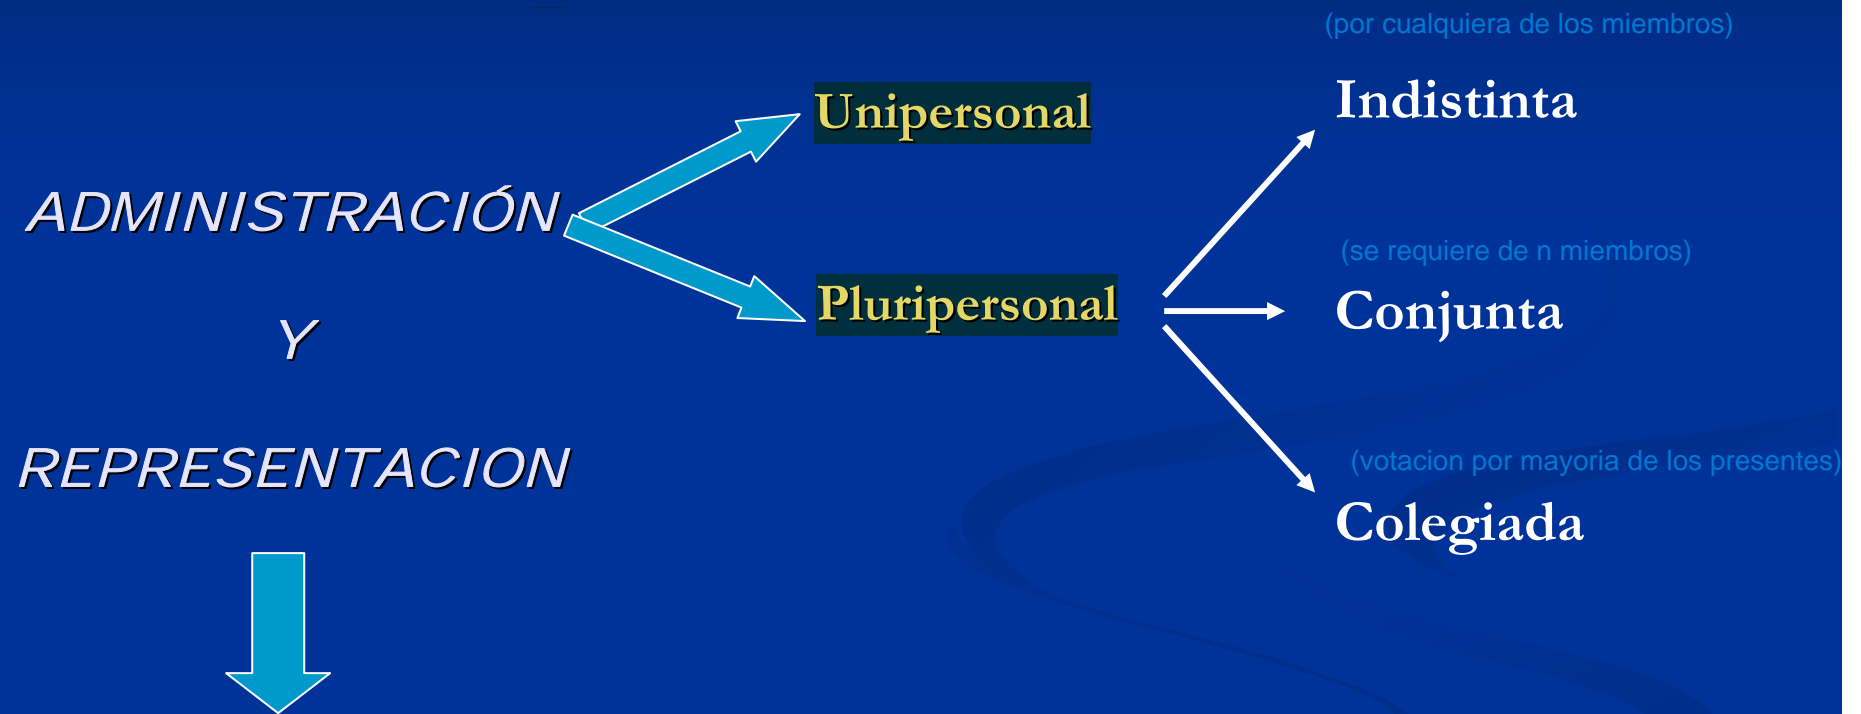 (por cualquiera de los miembros)
Indistinta
Unipersonal
ADMINISTRACIÓN
(se requiere de n miembros)
Pluripersonal
Conjunta
Y
REPRESENTACION
(votacion por mayoria de los presentes)
Colegiada